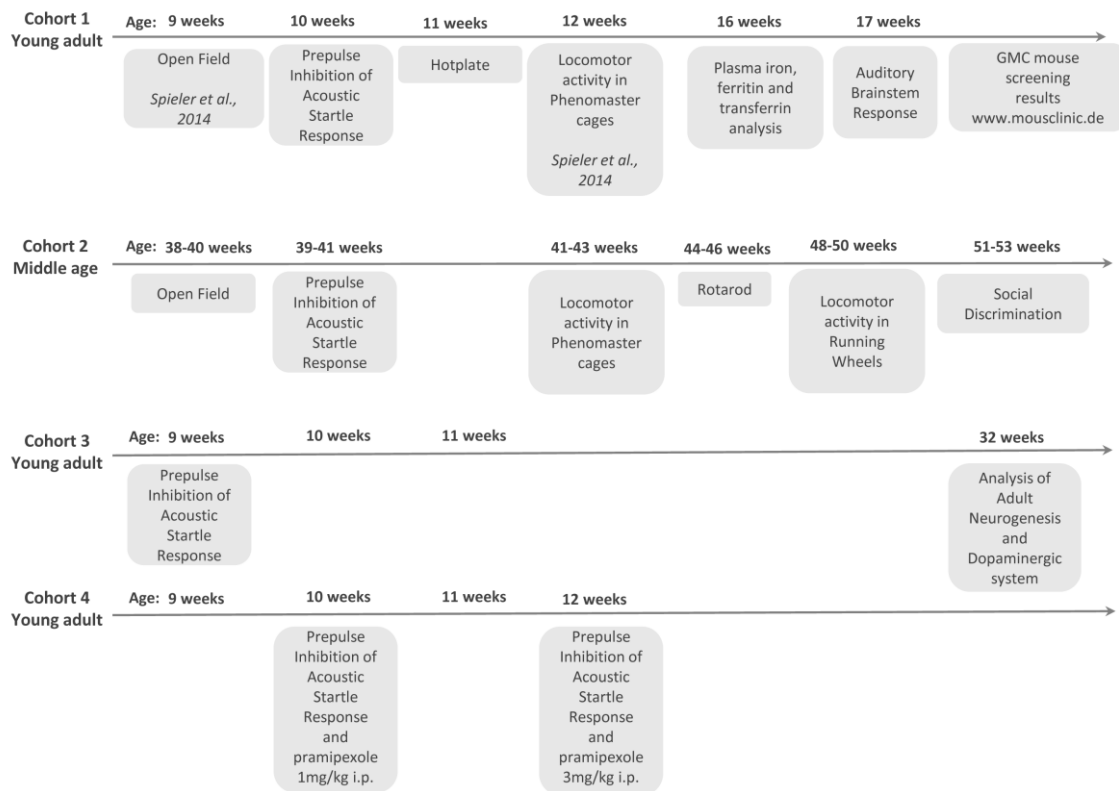 Cohort 1
Young adult
Age: 9 weeks
10 weeks
11 weeks
12 weeks
16 weeks
17 weeks
Open Field
Spieler et al.,
2014
Prepulse
Inhibition of
Acoustic
Startle
Response
Hotplate
Locomotor
activity in
Phenomaster
cages
Spieler et al.,
2014
Plasma iron,
ferritin and
transferrin
analysis
Auditory
Brainstem
Response
GMC mouse
screening
results
www.mousclinic.de
Cohort 2
Middle age
Age: 38-40 weeks
39-41 weeks
41-43 weeks
44-46 weeks
48-50 weeks
51-53 weeks
Open Field
Prepulse
Inhibition of
Acoustic
Startle
Response
Locomotor
activity in
Phenomaster
cages
Rotarod
Locomotor
activity in
Running
Wheels
Social
Discrimination
Cohort 3
Young adult
Age: 9 weeks
10 weeks
11 weeks
32 weeks
Prepulse
Inhibition of
Acoustic
Startle
Response
Analysis of
Adult
Neurogenesis
and
Dopaminergic
system
Cohort 4
Young adult
Age: 9 weeks
10 weeks
11 weeks
12 weeks
Prepulse
Inhibition of
Acoustic
Startle
Response
and
pramipexole
1mg/kg i.p.
Prepulse
Inhibition of
Acoustic
Startle
Response
and
pramipexole
3mg/kg i.p.